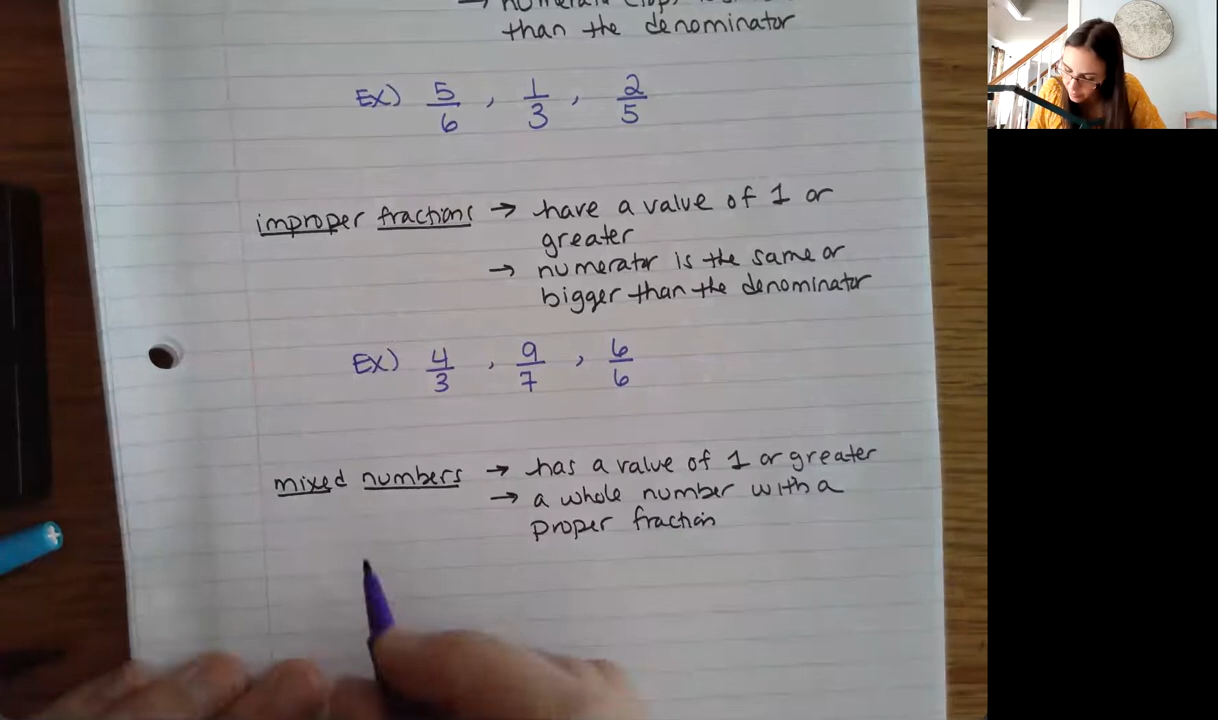 → numerator (top)
than the denominator
EX) 5/6 , 1/3 , 2/5
improper fractions → have a value of 1 or
greater
→ numerator is the same or
bigger than the denominator
EX) 4/3 , 9/7 , 6/6
mixed numbers → has a value of 1 or greater
→ a whole number with a
proper fraction